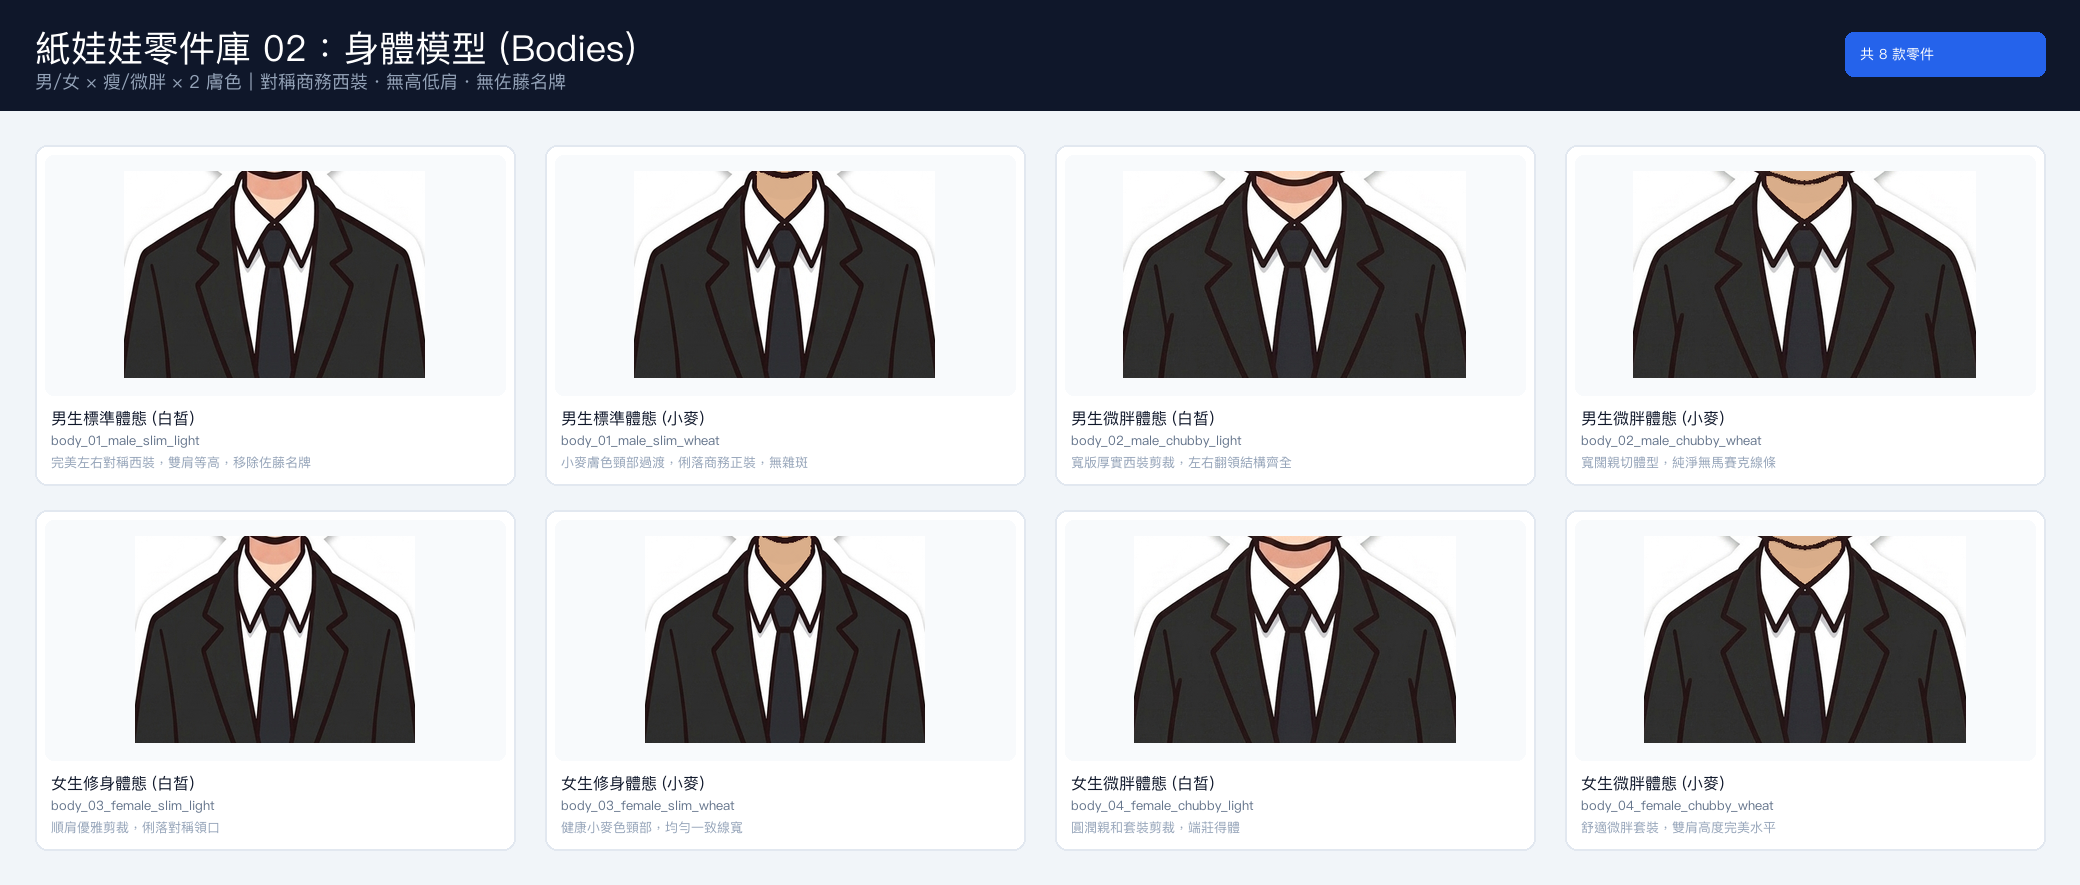 紙娃娃零件庫 02：身體模型 (Bodies)
男/女 × 瘦/微胖 × 2 膚色｜對稱商務西裝 · 無高低肩 · 無佐藤名牌
共 8 款零件
男生標準體態 (白皙)
body_01_male_slim_light
完美左右對稱西裝，雙肩等高，移除佐藤名牌
男生標準體態 (小麥)
body_01_male_slim_wheat
小麥膚色頸部過渡，俐落商務正裝，無雜斑
男生微胖體態 (白皙)
body_02_male_chubby_light
寬版厚實西裝剪裁，左右翻領結構齊全
男生微胖體態 (小麥)
body_02_male_chubby_wheat
寬闊親切體型，純淨無馬賽克線條
女生修身體態 (白皙)
body_03_female_slim_light
順肩優雅剪裁，俐落對稱領口
女生修身體態 (小麥)
body_03_female_slim_wheat
健康小麥色頸部，均勻一致線寬
女生微胖體態 (白皙)
body_04_female_chubby_light
圓潤親和套裝剪裁，端莊得體
女生微胖體態 (小麥)
body_04_female_chubby_wheat
舒適微胖套裝，雙肩高度完美水平